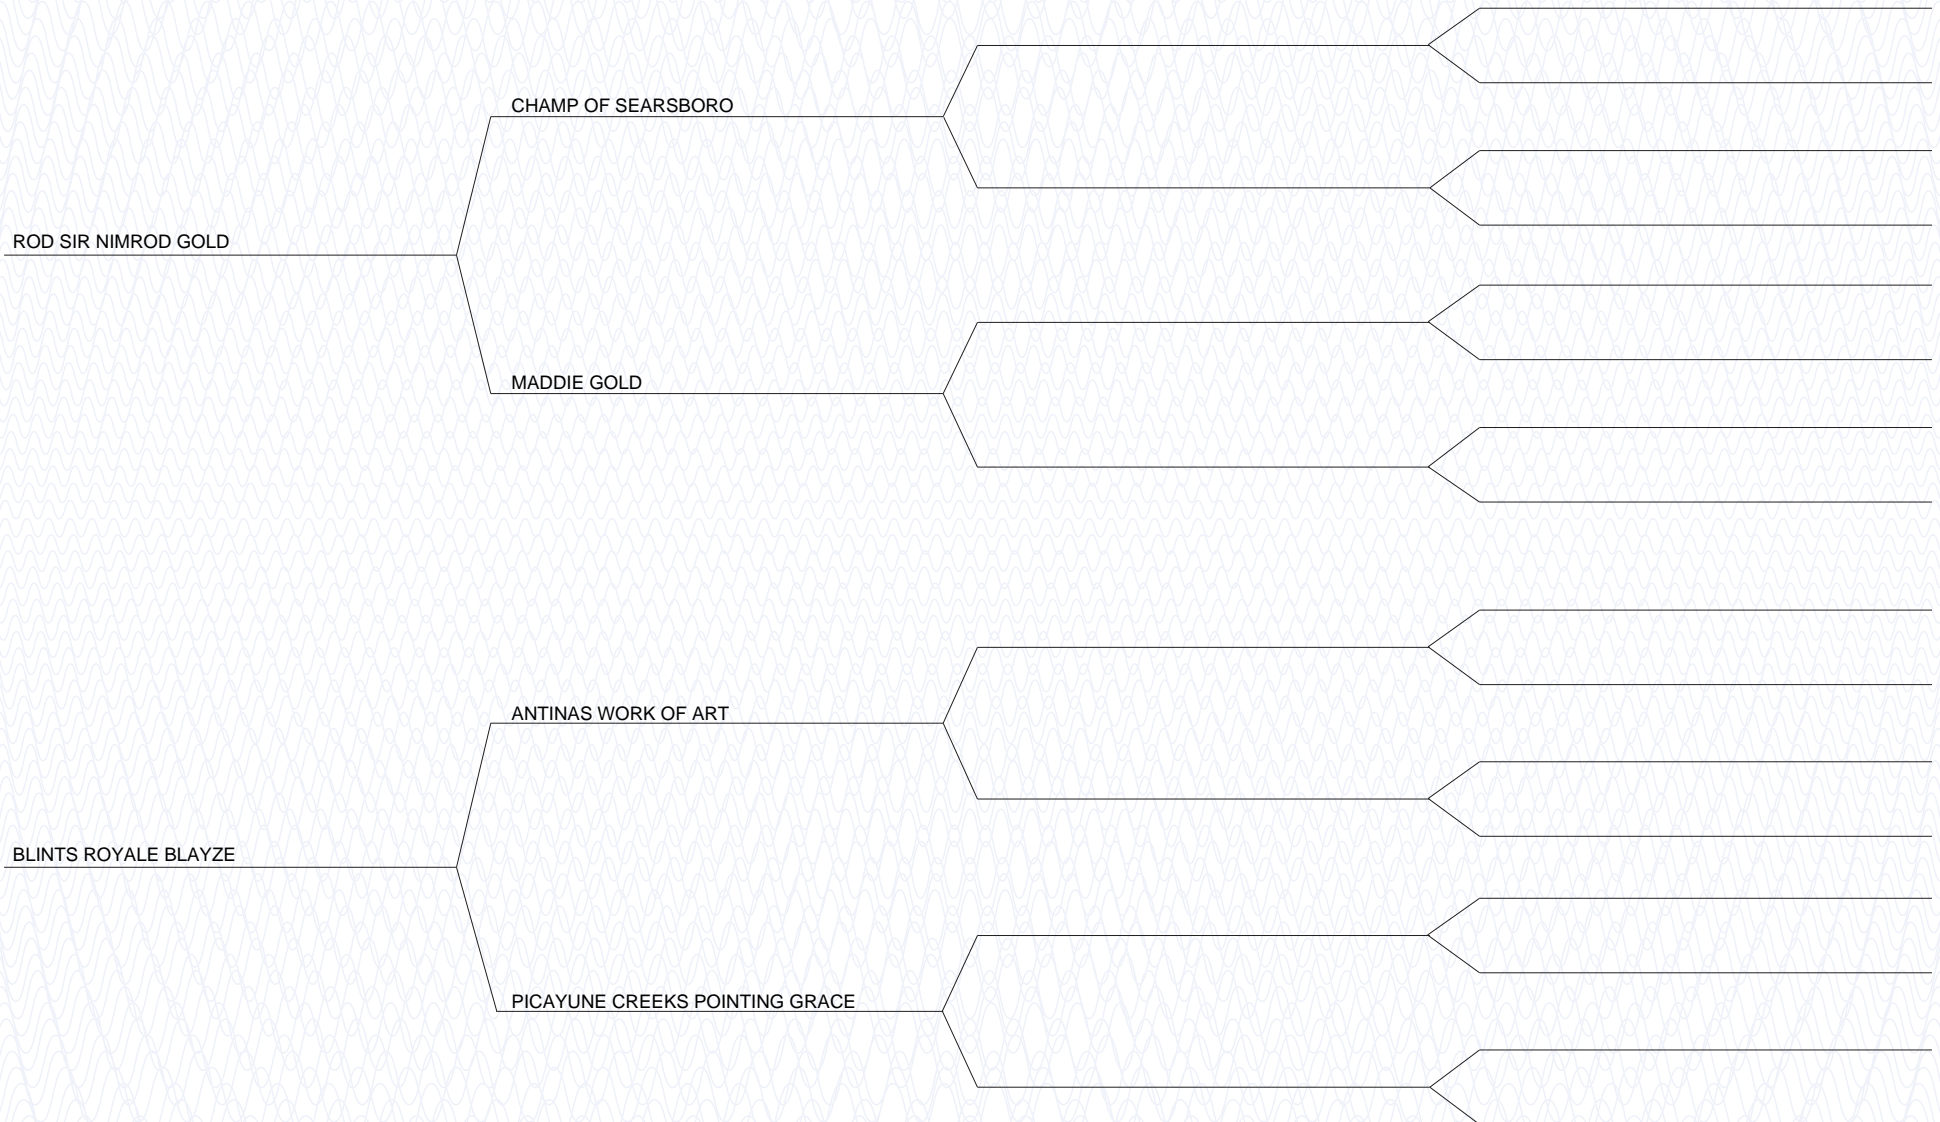 CHAMP OF SEARSBORO
ROD SIR NIMROD GOLD
MADDIE GOLD
ANTINAS WORK OF ART
BLINTS ROYALE BLAYZE
PICAYUNE CREEKS POINTING GRACE